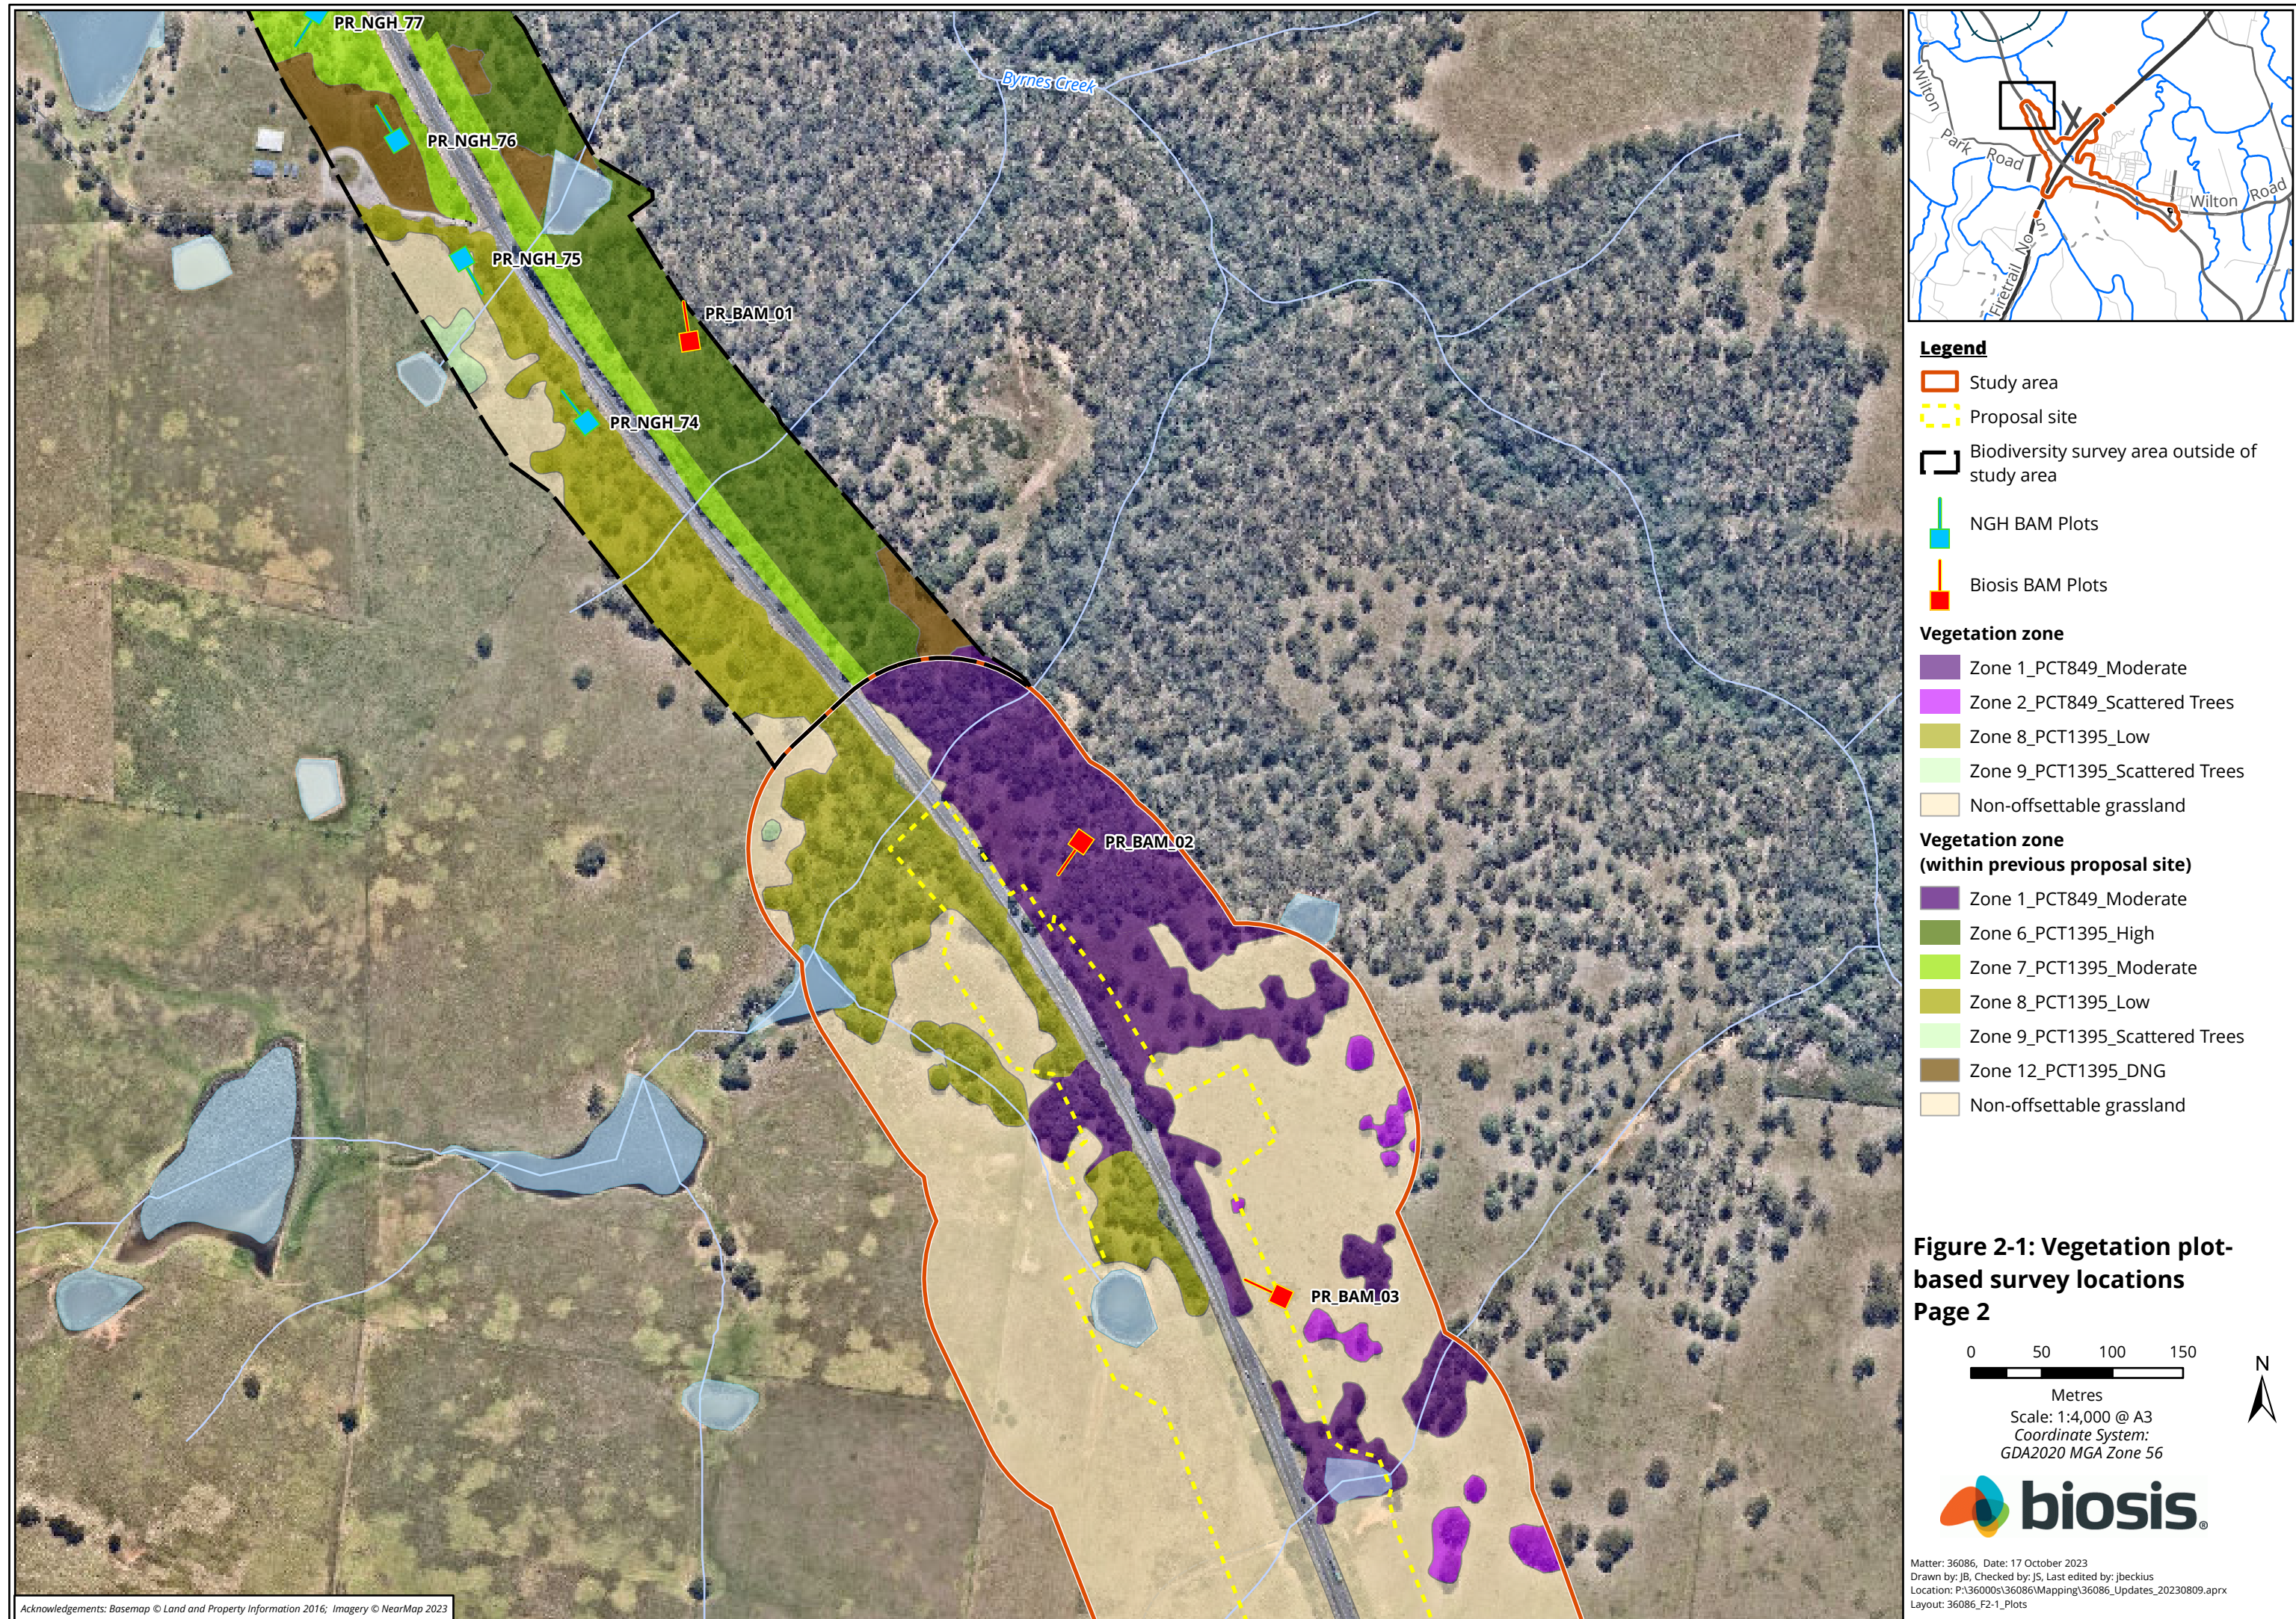 PR_NGH_77
Byrnes Creek
PR_NGH_76
PR_NGH_75
PR_BAM_01
PR_NGH_74
PR_BAM_02
PR_BAM_03
Acknowledgements: Basemap © Land and Property Information 2016; Imagery © NearMap 2023
Wilton
Park Road
Wilton Road
Firetrail No 5
Legend
Study area
Proposal site
Biodiversity survey area outside of
study area
NGH BAM Plots
Biosis BAM Plots
Vegetation zone
Zone 1_PCT849_Moderate
Zone 2_PCT849_Scattered Trees
Zone 8_PCT1395_Low
Zone 9_PCT1395_Scattered Trees
Non-offsettable grassland
Vegetation zone
(within previous proposal site)
Zone 1_PCT849_Moderate
Zone 6_PCT1395_High
Zone 7_PCT1395_Moderate
Zone 8_PCT1395_Low
Zone 9_PCT1395_Scattered Trees
Zone 12_PCT1395_DNG
Non-offsettable grassland
Figure 2-1: Vegetation plot-
based survey locations
Page 2
0 50 100 150
Metres
Scale: 1:4,000 @ A3
Coordinate System:
GDA2020 MGA Zone 56
N
biosis®
Matter: 36086, Date: 17 October 2023
Drawn by: JB, Checked by: JS, Last edited by: jbeckius
Location: P:\36000s\36086\Mapping\36086_Updates_20230809.aprx
Layout: 36086_F2-1_Plots